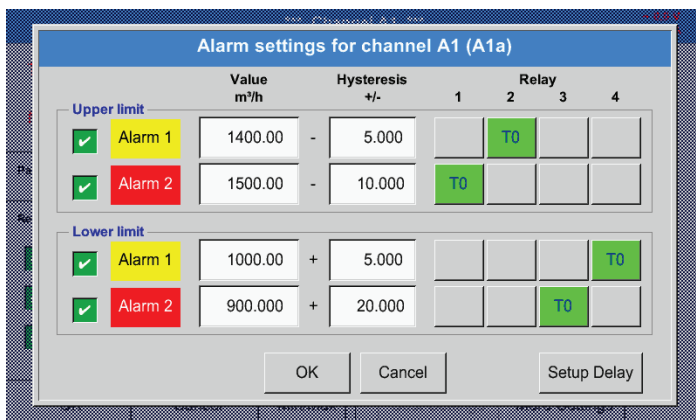 *** Channel A1 ***
Alarm settings for channel A1 (A1a)
Value Hysteresis Relay
m³/h +/- 1 2 3 4
Upper limit
Alarm 1 1400.00 - 5.000 T0
Alarm 2 1500.00 - 10.000 T0
Lower limit
Alarm 1 1000.00 + 5.000 T0
Alarm 2 900.000 + 20.000 T0
OK Cancel Setup Delay